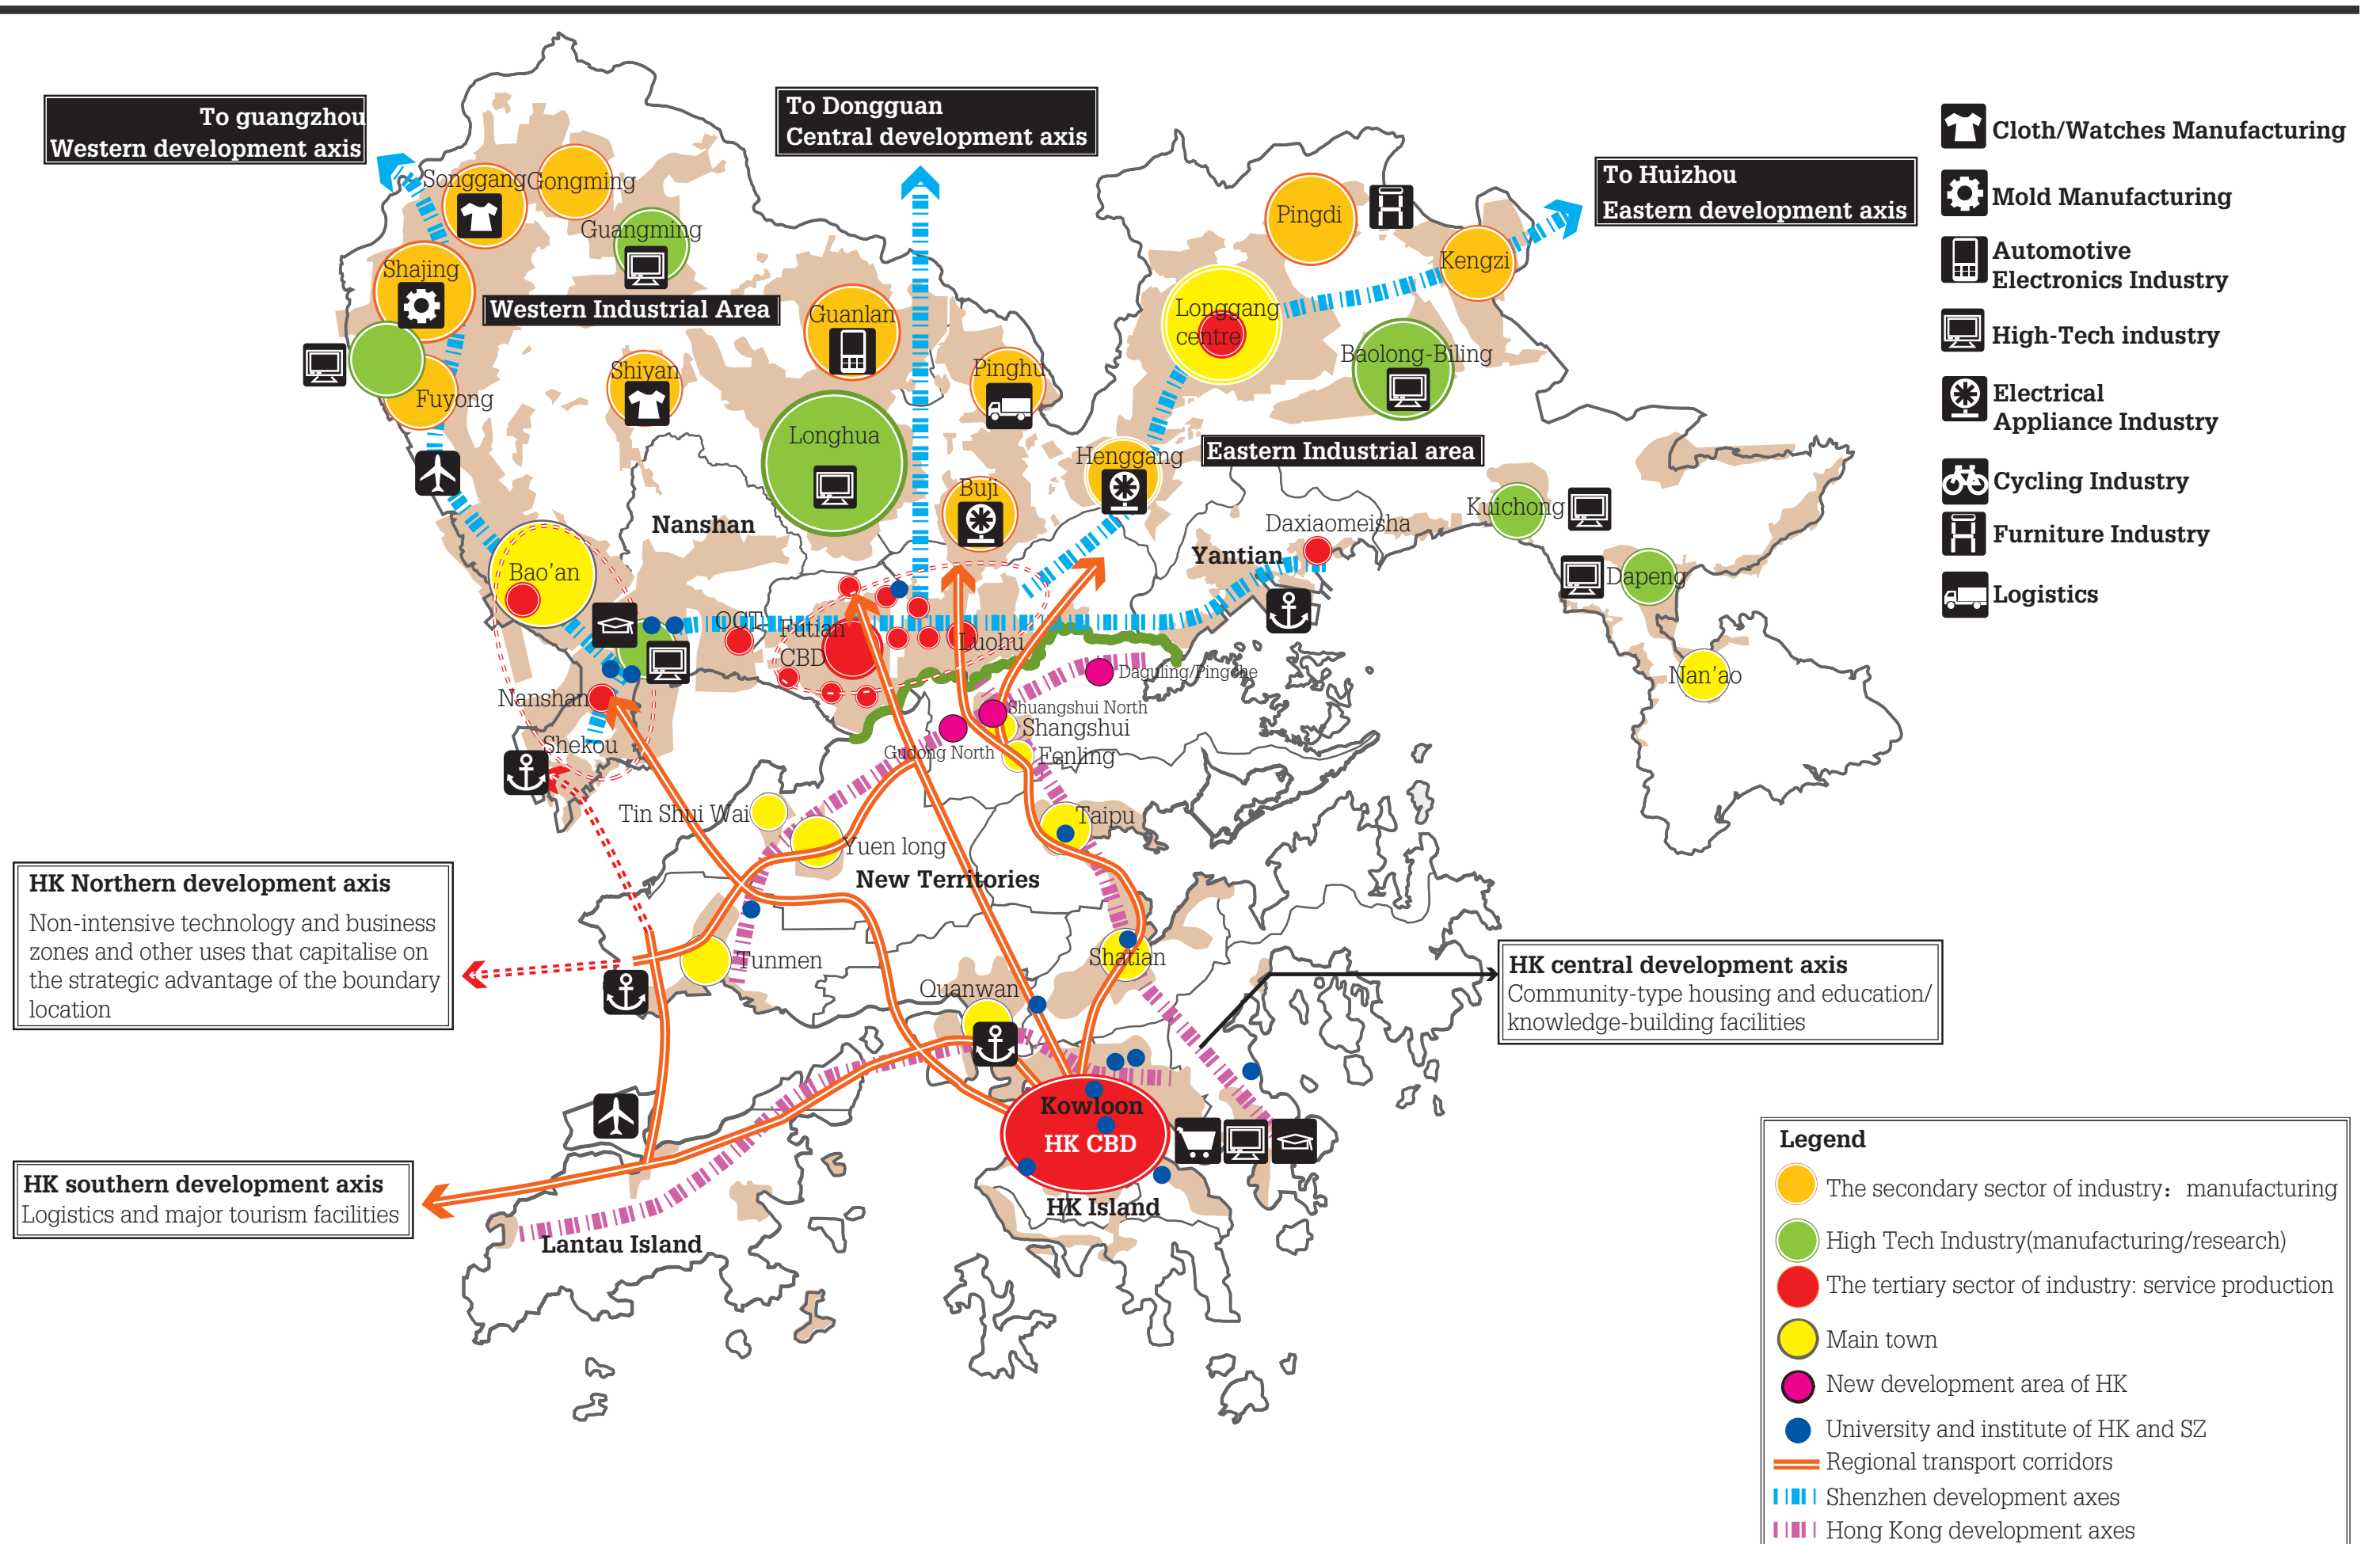 To guangzhou
Western development axis
To Dongguan
Central development axis
To Huizhou
Eastern development axis
Cloth/Watches Manufacturing
Mold Manufacturing
Automotive
Electronics Industry
High-Tech industry
Electrical
Appliance Industry
Cycling Industry
Furniture Industry
Logistics
Songgang
Gongming
Guangming
Shajing
Western Industrial Area
Guanlan
Pingdi
Kengzi
Longgang
centre
Baolong-Biling
Shiyan
Pinghu
Fuyong
Longhua
Henggang
Eastern Industrial area
Buji
Nanshan
Kuichong
Daxiaomeisha
Yantian
Bao'an
Dapeng
OCT
Futian
CBD
Luohu
Nan'ao
Daguling/Pingche
Nanshan
Shuangshui North
Shangshui
Shekou
Gudong North
Fenling
Tin Shui Wai
Taipu
Yuen long
New Territories
HK Northern development axis
Non-intensive technology and business
zones and other uses that capitalise on
the strategic advantage of the boundary
location
Tunmen
Shatian
Quanwan
HK central development axis
Community-type housing and education/
knowledge-building facilities
Kowloon
HK CBD
HK Island
HK southern development axis
Logistics and major tourism facilities
Lantau Island
Legend
The secondary sector of industry: manufacturing
High Tech Industry(manufacturing/research)
The tertiary sector of industry: service production
Main town
New development area of HK
University and institute of HK and SZ
Regional transport corridors
Shenzhen development axes
Hong Kong development axes